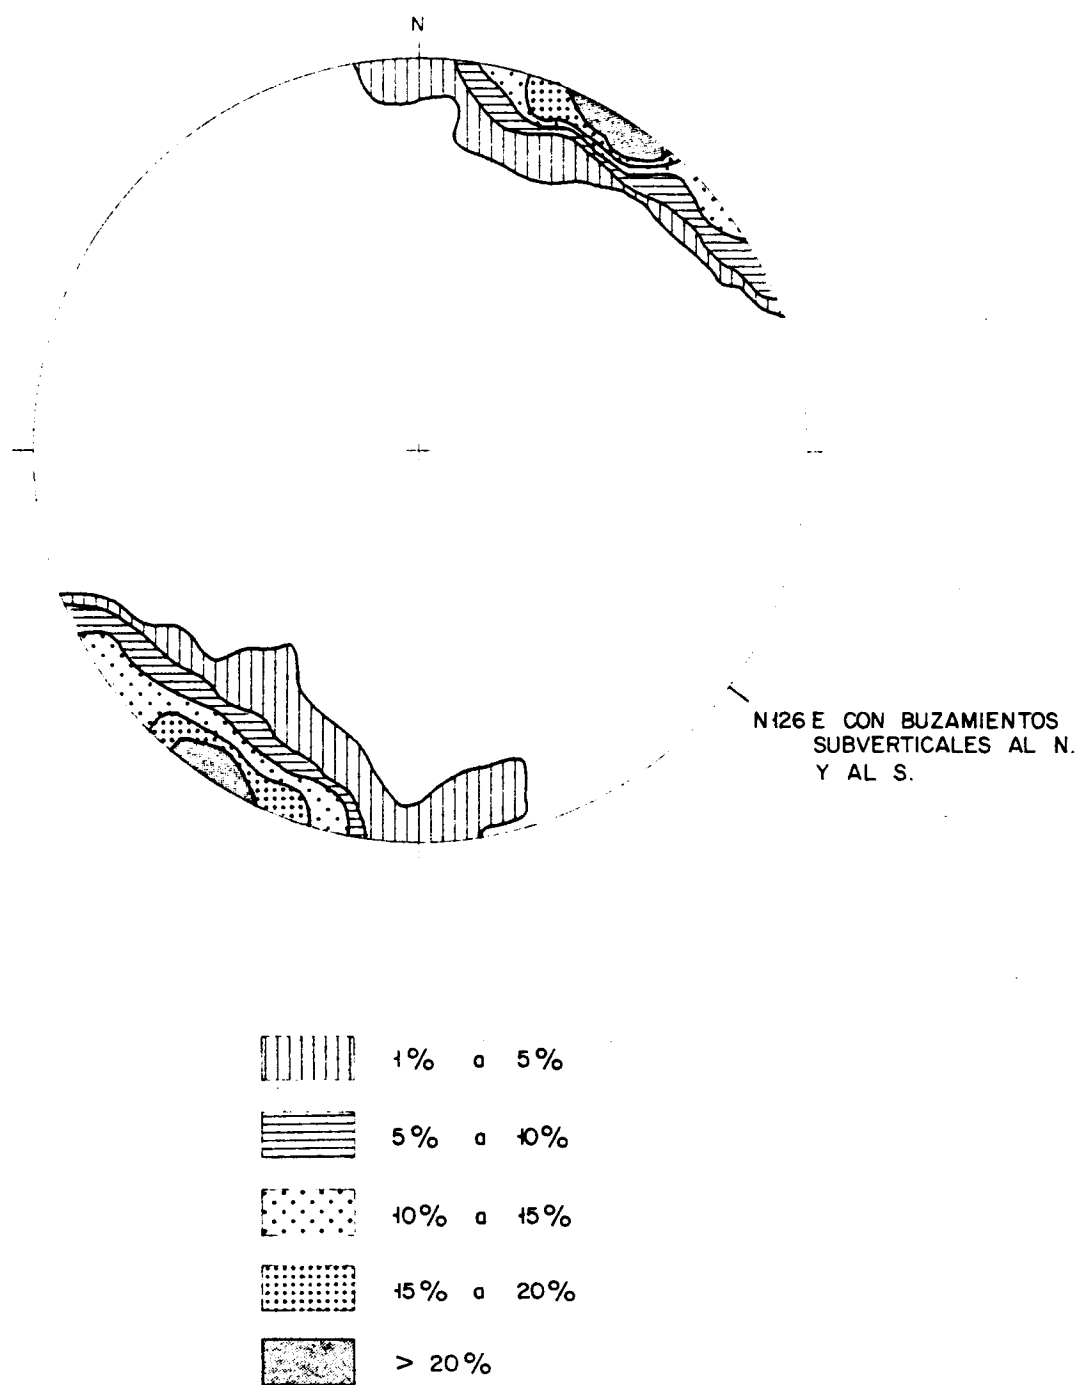 N
N126 E CON BUZAMIENTOS
SUBVERTICALES AL N.
Y AL S.
1% a 5%
5% a 10%
10% a 15%
15% a 20%
> 20%